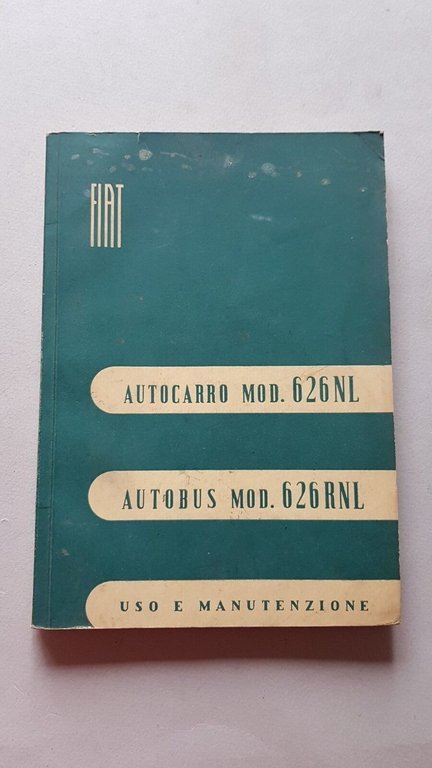 FIAT
AUTOCARRO MOD. 626NL
AUTOBUS MOD. 626RNL
USO E MANUTENZIONE